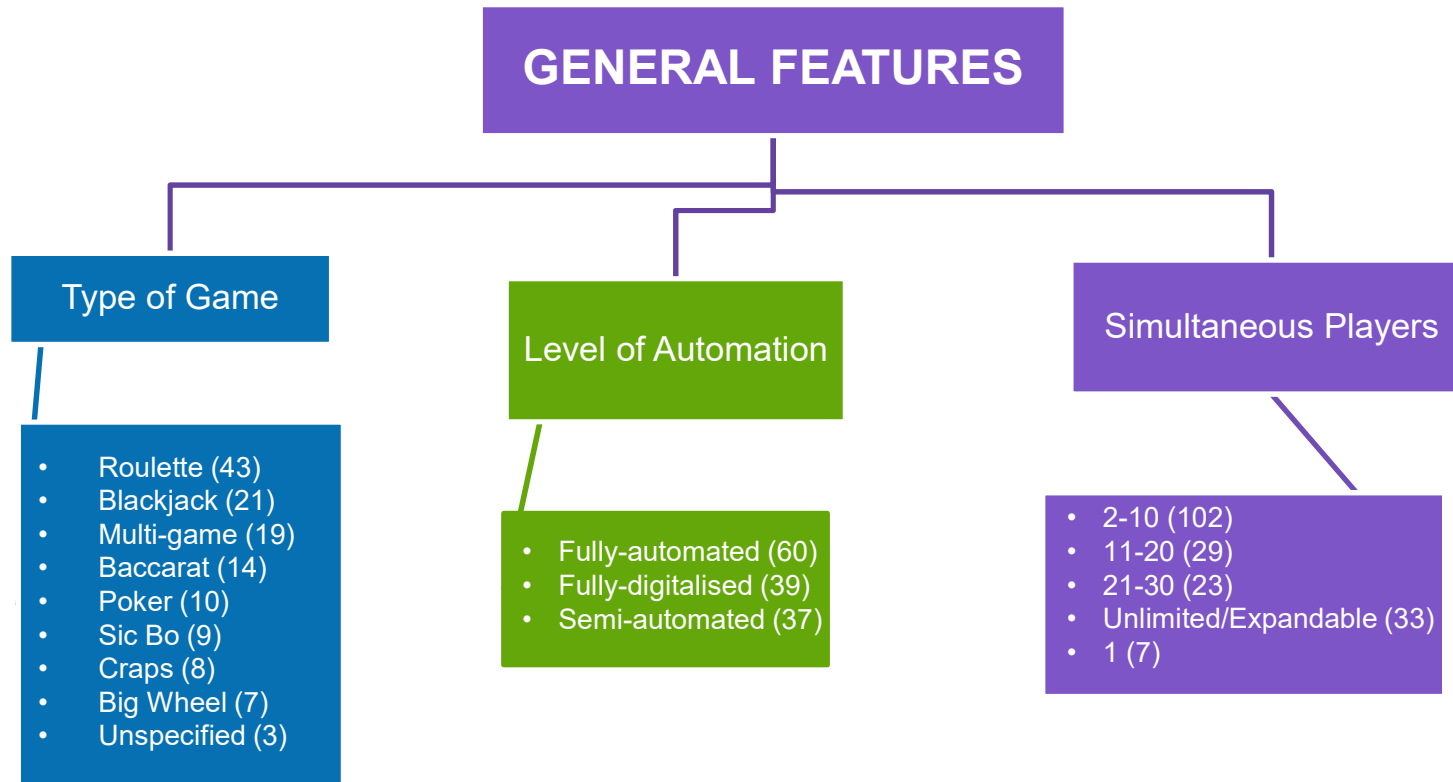 GENERAL FEATURES
Type of Game
• Roulette (43)
• Blackjack (21)
• Multi-game (19)
• Baccarat (14)
• Poker (10)
• Sic Bo (9)
• Craps (8)
• Big Wheel (7)
• Unspecified (3)
Level of Automation
• Fully-automated (60)
• Fully-digitalised (39)
• Semi-automated (37)
Simultaneous Players
• 2-10 (102)
• 11-20 (29)
• 21-30 (23)
• Unlimited/Expandable (33)
• 1 (7)